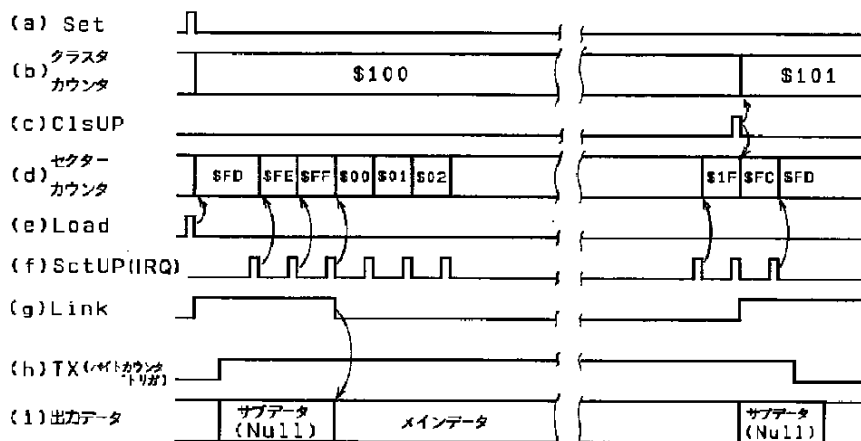 (a) Set
(b) クラスタ
カウンタ
$100
$101
(c) ClsUP
(d) セクター
カウンタ
$FD $FE $FF $00 $01 $02 $1F $FC $FD
(e) Load
(f) SctUP(IRQ)
(g) Link
(h) TX (バイトカウンタ
トリガ)
(i) 出力データ
サブデータ
(Null)
メインデータ
サブデータ
(Null)